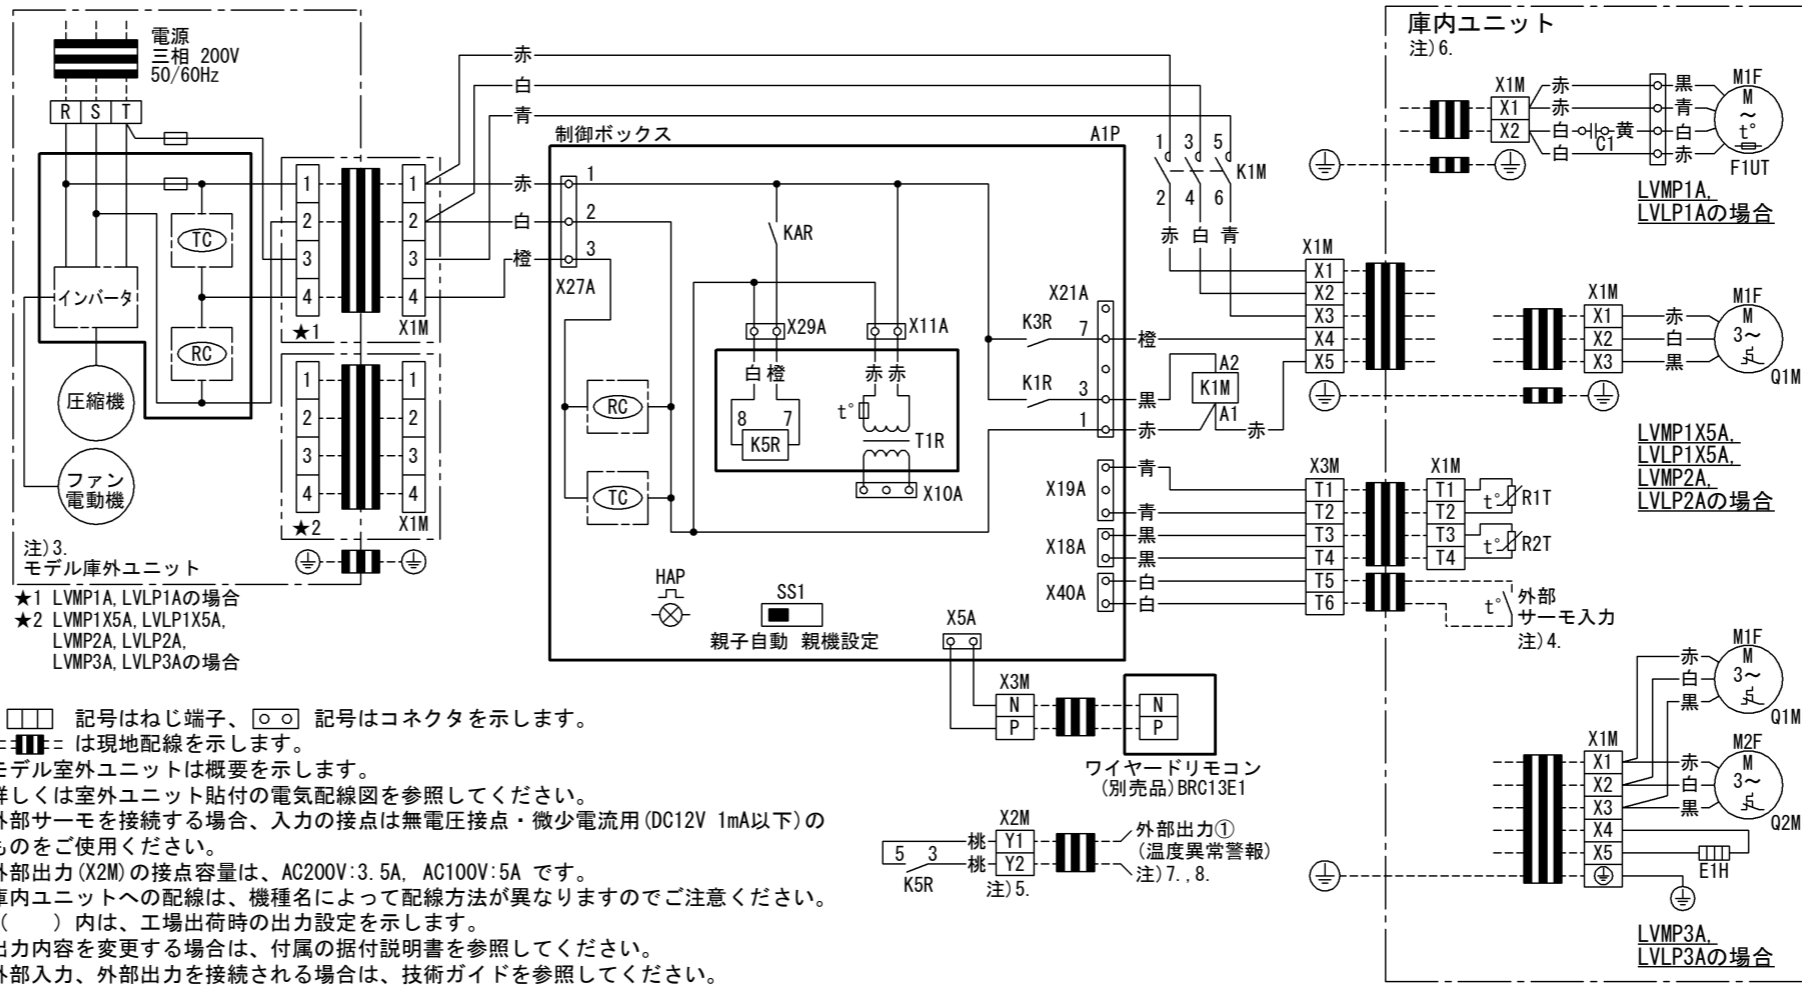 電源
三相 200V
50/60Hz
R S T
インバータ
TC
RC
圧縮機
ファン
電動機
1
2
3
4
★1
1
2
3
4
X1M
1
2
3
4
★2
1
2
3
4
X1M
注)3.
モデル庫外ユニット
★1 LVMP1A, LVLP1Aの場合
★2 LVMP1X5A, LVLP1X5A,
LVMP2A, LVLP2A,
LVMP3A, LVLP3Aの場合
赤
白
青
赤
白
橙
制御ボックス
A1P
1
2
3
X27A
KAR
X29A
X11A
白 橙
赤 赤
8 7
K5R
t°
T1R
X10A
RC
TC
K3R
K1R
X21A
7
3
1
X19A
X18A
X40A
HAP
SS1
親子自動 親機設定
X5A
橙
黒
赤
青
青
黒
黒
白
白
A2
K1M
A1
赤
1 3 5
K1M
2 4 6
赤 白 青
X1M
X1
X2
X3
X4
X5
X3M
T1
T2
T3
T4
T5
T6
X1M
T1
T2
T3
T4
t° R1T
t° R2T
t° 外部
サーモ入力
注)4.
X3M
N
P
N
P
ワイヤードリモコン
(別売品)BRC13E1
5 3
K5R
桃
桃
X2M
Y1
Y2
注)5.
外部出力①
(温度異常警報)
注)7.,8.
庫内ユニット
注)6.
X1M
X1
X2
赤
赤
白
C1
黄
白
黒
青
白
赤
M1F
M
~
t°
F1UT
LVMP1A,
LVLP1Aの場合
X1M
X1
X2
X3
赤
白
黒
M1F
M
3~
Q1M
LVMP1X5A,
LVLP1X5A,
LVMP2A,
LVLP2Aの場合
M1F
M
3~
Q1M
赤
白
黒
X1M
X1
X2
X3
X4
X5
赤
白
黒
M2F
M
3~
Q2M
E1H
LVMP3A,
LVLP3Aの場合
記号はねじ端子、 記号はコネクタを示します。
は現地配線を示します。
モデル室外ユニットは概要を示します。
詳しくは室外ユニット貼付の電気配線図を参照してください。
外部サーモを接続する場合、入力の接点は無電圧接点・微少電流用(DC12V 1mA以下)の
ものをご使用ください。
外部出力(X2M)の接点容量は、AC200V:3.5A, AC100V:5A です。
庫内ユニットへの配線は、機種名によって配線方法が異なりますのでご注意ください。
( )内は、工場出荷時の出力設定を示します。
出力内容を変更する場合は、付属の据付説明書を参照してください。
外部入力、外部出力を接続される場合は、技術ガイドを参照してください。